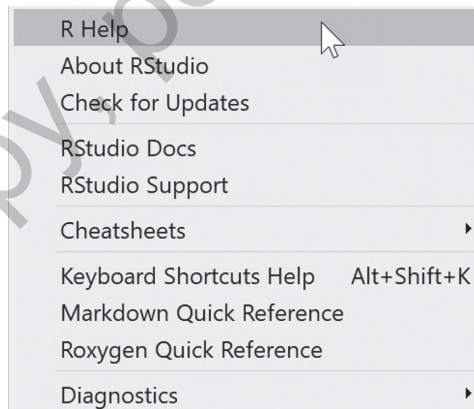 R Help
About RStudio
Check for Updates
RStudio Docs
RStudio Support
Cheatsheets
Keyboard Shortcuts Help Alt+Shift+K
Markdown Quick Reference
Roxygen Quick Reference
Diagnostics